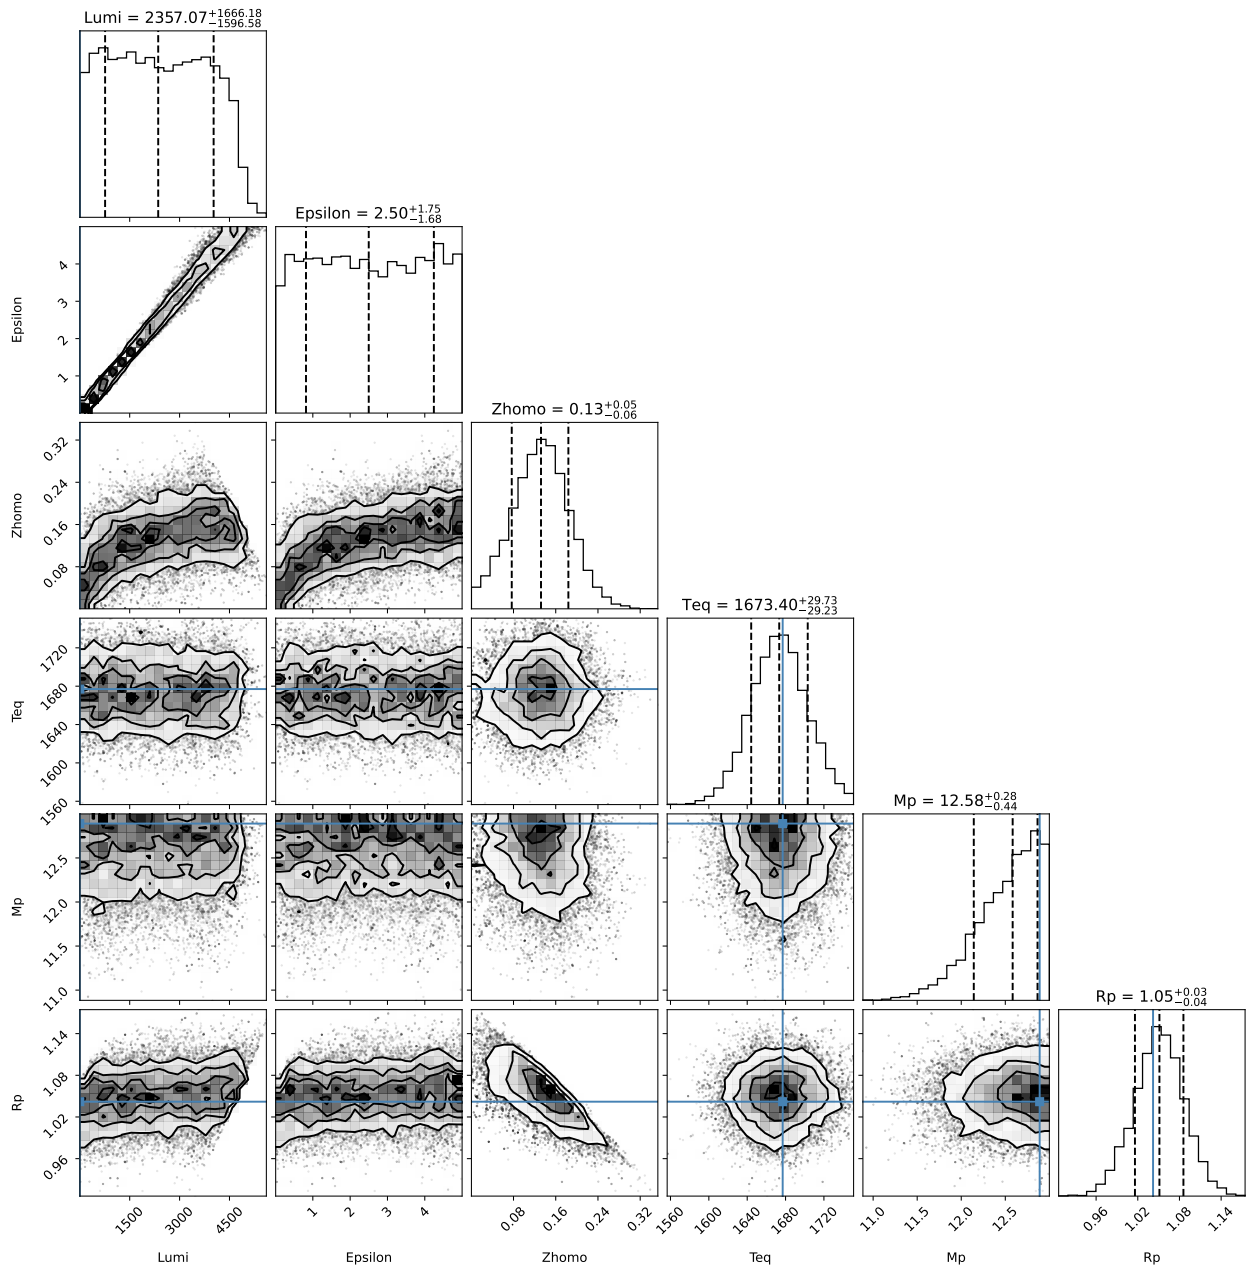 Lumi = 2357.07+1666.18 −1596.58
Epsilon = 2.50+1.75 −1.68
4
3
2
1
Epsilon
Zhomo = 0.13+0.05 −0.06
0.32
0.24
0.16
0.08
Zhomo
Teq = 1673.40+29.73 −29.23
1720
1680
1640
1600
1560
Teq
Mp = 12.58+0.28 −0.44
12.5
12.0
11.5
11.0
Mp
Rp = 1.05+0.03 −0.04
1.14
1.08
1.02
0.96
Rp
1500 3000 4500
1 2 3 4
0.08 0.16 0.24 0.32
1560 1600 1640 1680 1720
11.0 11.5 12.0 12.5
0.96 1.02 1.08 1.14
Lumi Epsilon Zhomo Teq Mp Rp